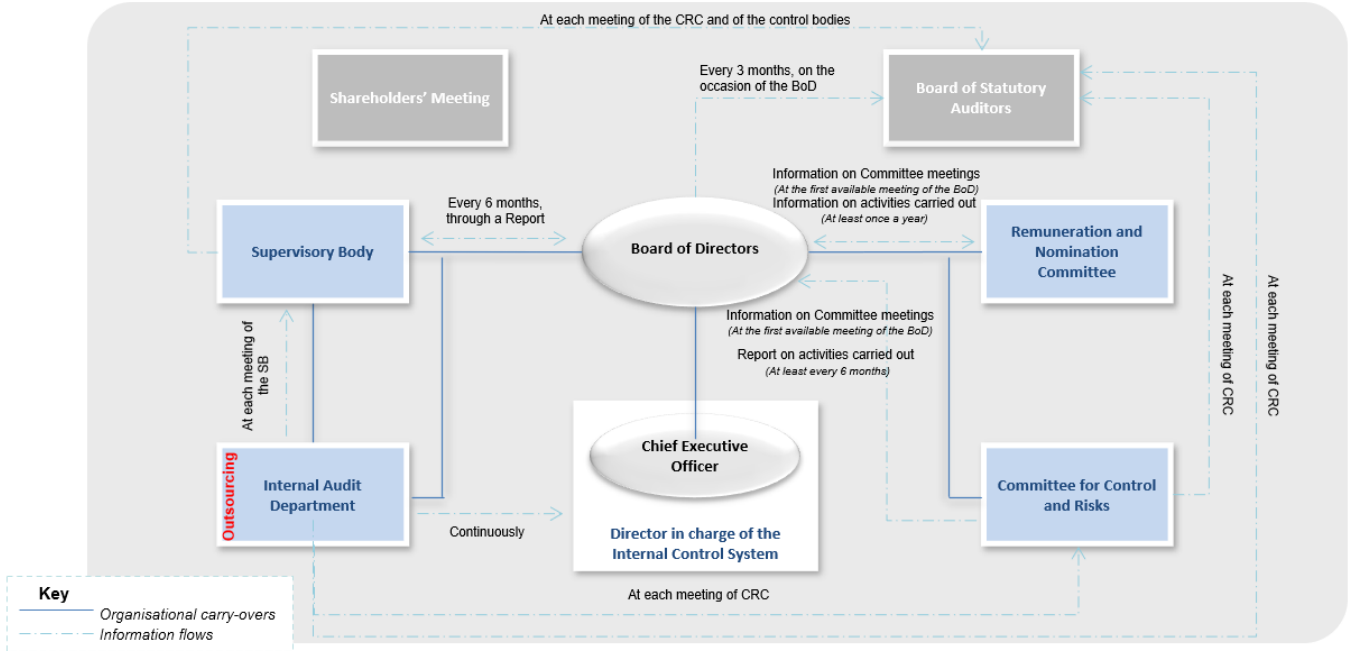 At each meeting of the CRC and of the control bodies
Shareholders' Meeting
Every 3 months, on the
occasion of the BoD
Board of Statutory
Auditors
Information on Committee meetings
(At the first available meeting of the BoD)
Information on activities carried out
(At least once a year)
Every 6 months,
through a Report
Supervisory Body
Board of Directors
Remuneration and
Nomination
Committee
Information on Committee meetings
(At the first available meeting of the BoD)
Report on activities carried out
(At least every 6 months)
At each meeting of
the SB
At each meeting of CRC
At each meeting of CRC
Outsourcing
Internal Audit
Department
Continuously
Chief Executive
Officer
Director in charge of the
Internal Control System
Committee for Control
and Risks
At each meeting of CRC
Key
Organisational carry-overs
Information flows